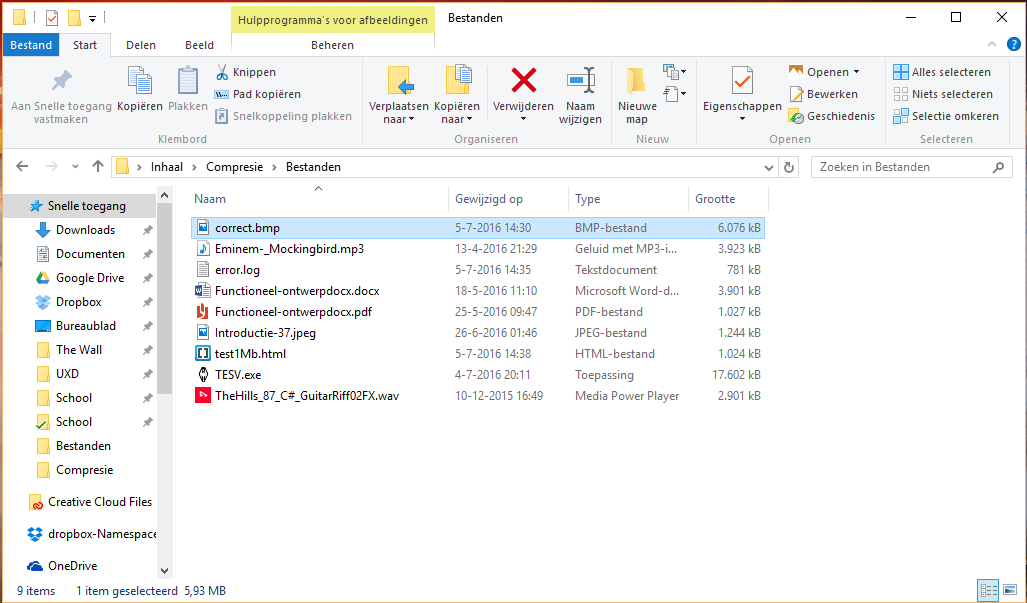 Hulpprogramma's voor afbeeldingen Bestanden
Bestand Start Delen Beeld Beheren
Aan Snelle toegang vastmaken
Kopiëren
Plakken
Knippen
Pad kopiëren
Snelkoppeling plakken
Klembord
Verplaatsen naar
Kopiëren naar
Verwijderen
Naam wijzigen
Organiseren
Nieuwe map
Nieuw
Eigenschappen
Openen
Bewerken
Geschiedenis
Openen
Alles selecteren
Niets selecteren
Selectie omkeren
Selecteren
Inhaal Compresie Bestanden
Zoeken in Bestanden
Snelle toegang
Downloads
Documenten
Google Drive
Dropbox
Bureaublad
The Wall
UXD
School
School
Bestanden
Compresie
Creative Cloud Files
dropbox-Namespace
OneDrive
Naam Gewijzigd op Type Grootte
correct.bmp 5-7-2016 14:30 BMP-bestand 6.076 kB
Eminem-_Mockingbird.mp3 13-4-2016 21:29 Geluid met MP3-i... 3.923 kB
error.log 5-7-2016 14:35 Tekstdocument 781 kB
Functioneel-ontwerpdocx.docx 18-5-2016 11:10 Microsoft Word-d... 3.901 kB
Functioneel-ontwerpdocx.pdf 25-5-2016 09:47 PDF-bestand 1.027 kB
Introductie-37.jpeg 26-6-2016 01:46 JPEG-bestand 1.244 kB
test1Mb.html 5-7-2016 14:38 HTML-bestand 1.024 kB
TESV.exe 4-7-2016 20:11 Toepassing 17.602 kB
TheHills_87_C#_GuitarRiff02FX.wav 10-12-2015 16:49 Media Power Player 2.901 kB
9 items 1 item geselecteerd 5,93 MB